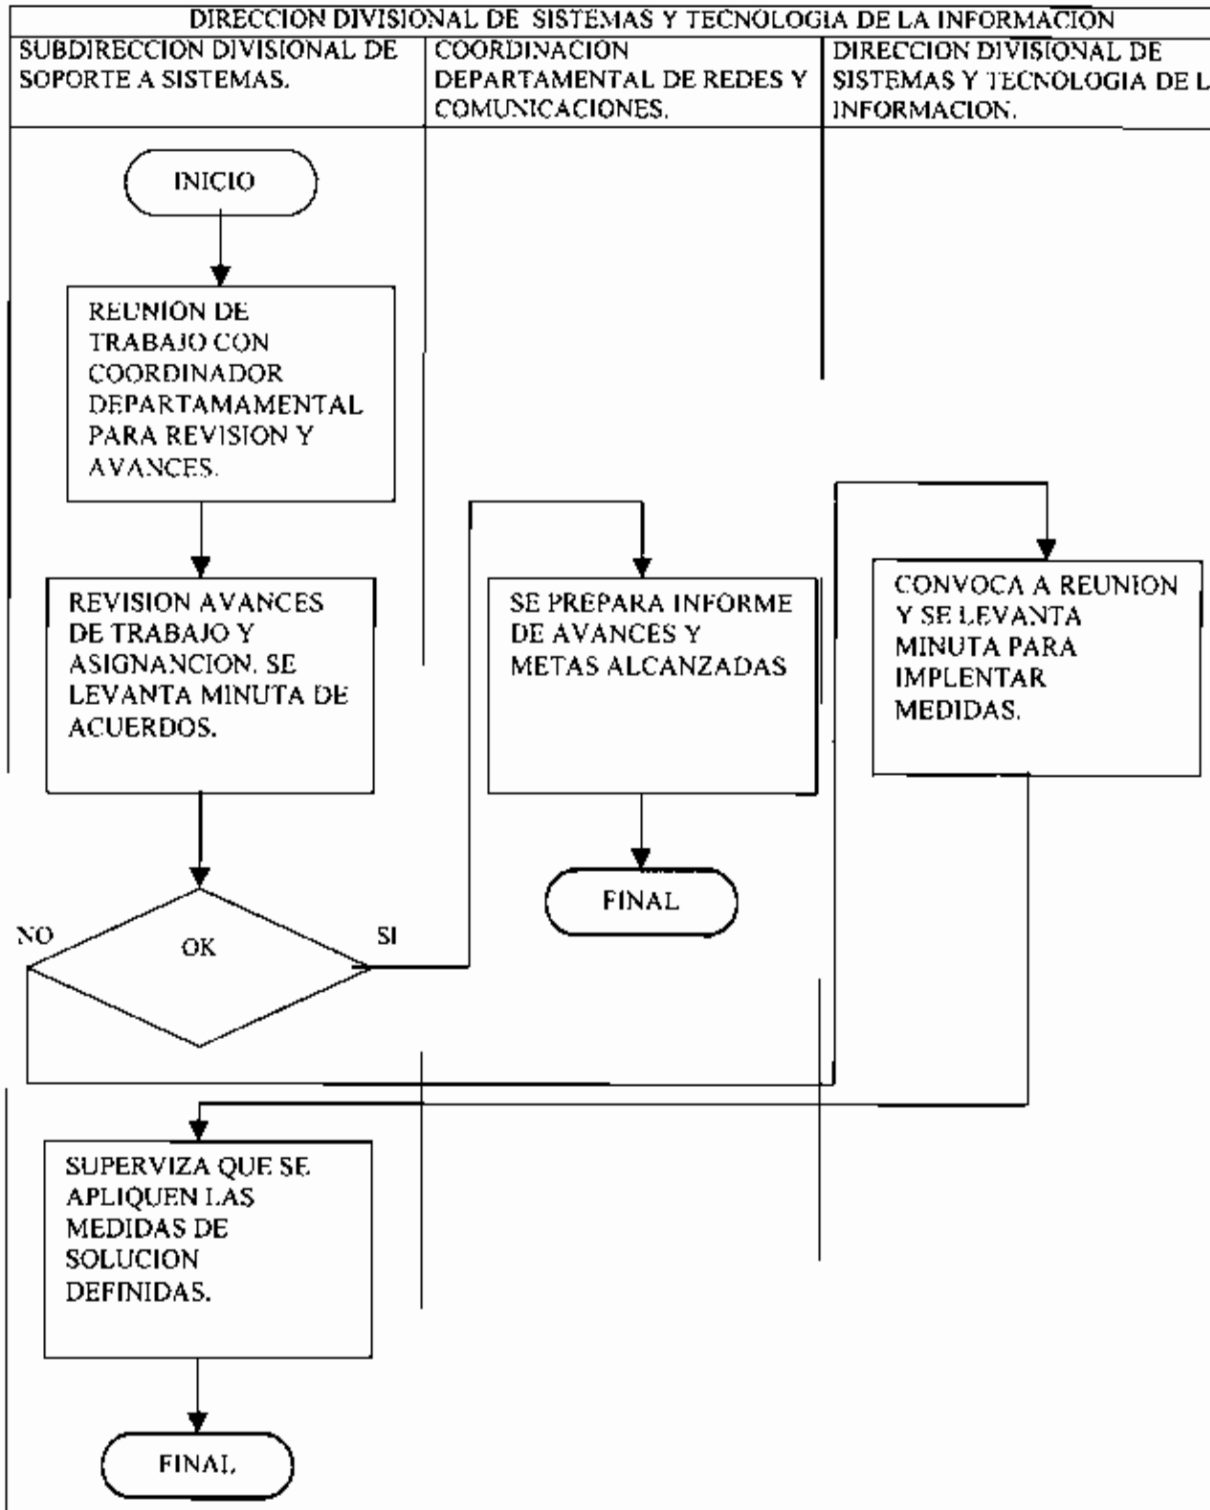 DIRECCION DIVISIONAL DE SISTEMAS Y TECNOLOGIA DE LA INFORMACION
SUBDIRECCION DIVISIONAL DE
SOPORTE A SISTEMAS.
COORDINACION
DEPARTAMENTAL DE REDES Y
COMUNICACIONES.
DIRECCION DIVISIONAL DE
SISTEMAS Y TECNOLOGIA DE L
INFORMACION.
INICIO
REUNION DE
TRABAJO CON
COORDINADOR
DEPARTAMAMENTAL
PARA REVISION Y
AVANCES.
REVISION AVANCES
DE TRABAJO Y
ASIGNANCION. SE
LEVANTA MINUTA DE
ACUERDOS.
SE PREPARA INFORME
DE AVANCES Y
METAS ALCANZADAS
CONVOCA A REUNION
Y SE LEVANTA
MINUTA PARA
IMPLENTAR
MEDIDAS.
FINAL
NO
OK
SI
SUPERVIZA QUE SE
APLIQUEN LAS
MEDIDAS DE
SOLUCION
DEFINIDAS.
FINAL